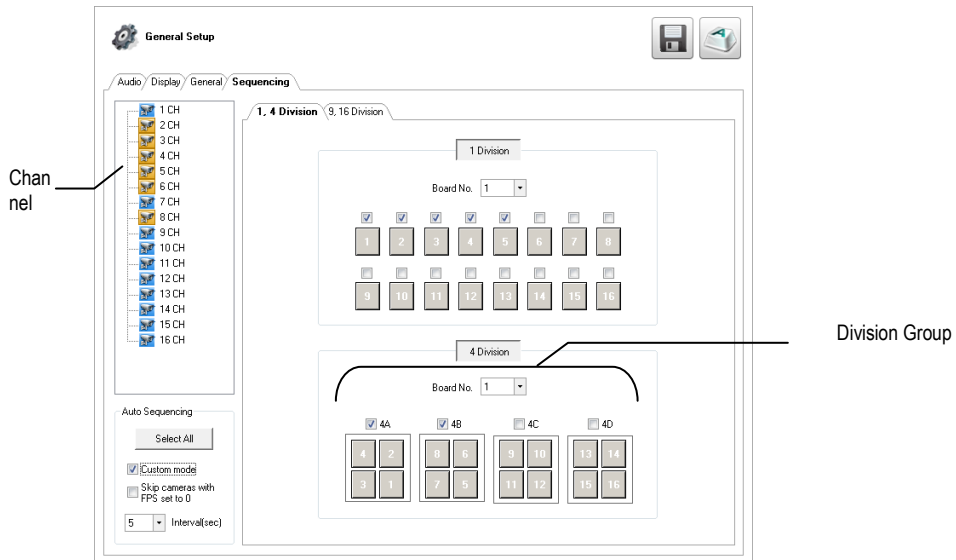 General Setup
Audio Display General Sequencing
1 CH
2 CH
3 CH
4 CH
5 CH
6 CH
7 CH
8 CH
9 CH
10 CH
11 CH
12 CH
13 CH
14 CH
15 CH
16 CH
Chan
nel
Auto Sequencing
Select All
Custom mode
Skip cameras with
FPS set to 0
5 Interval(sec)
1, 4 Division 9, 16 Division
1 Division
Board No. 1
1 2 3 4 5 6 7 8
9 10 11 12 13 14 15 16
4 Division
Board No. 1
4A 4B 4C 4D
4 2 8 6 9 10 13 14
3 1 7 5 11 12 15 16
Division Group